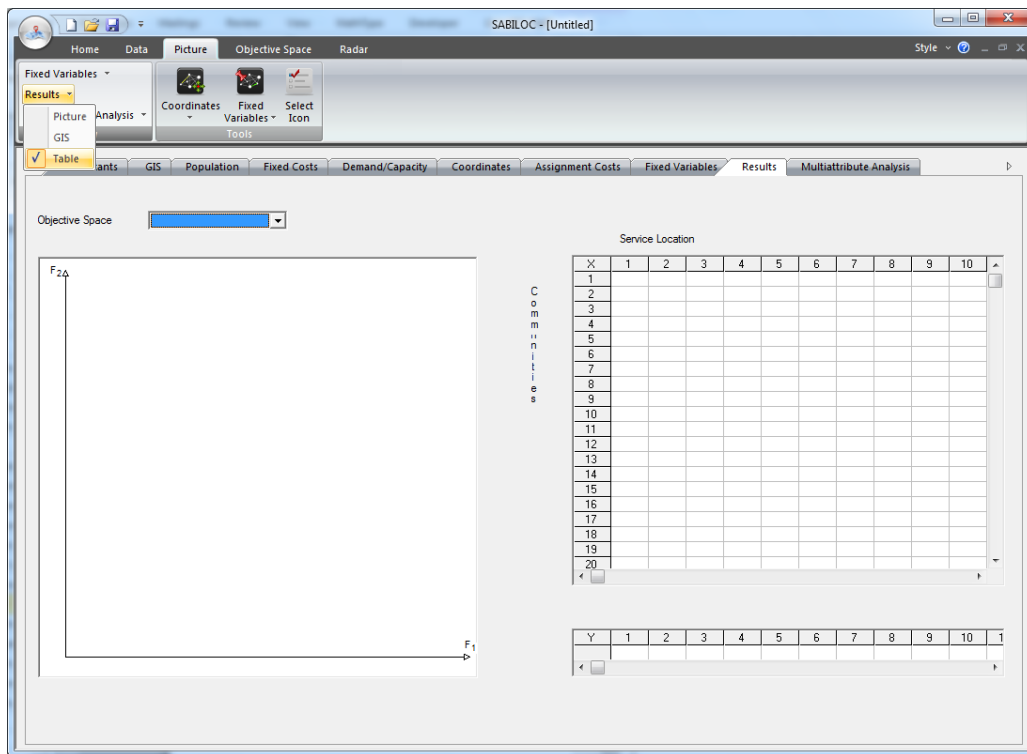 SABILOC - [Untitled]
Home Data Picture Objective Space Radar Style
Fixed Variables
Results
Analysis
Picture
GIS
Table
Coordinates
Fixed Variables
Select Icon
Tools
ants GIS Population Fixed Costs Demand/Capacity Coordinates Assignment Costs Fixed Variables Results Multiattribute Analysis
Objective Space
Service Location
F2
F1
Communities
X 1 2 3 4 5 6 7 8 9 10
1
2
3
4
5
6
7
8
9
10
11
12
13
14
15
16
17
18
19
20
Y 1 2 3 4 5 6 7 8 9 10 1